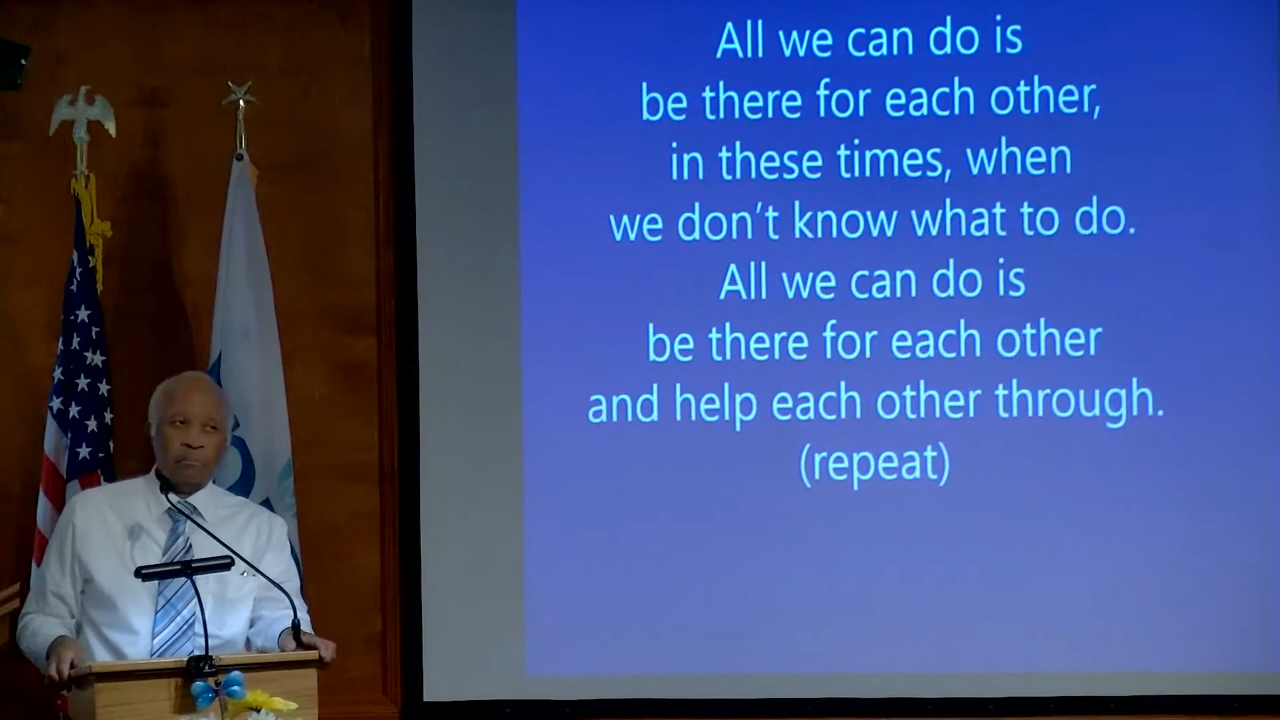 All we can do is
be there for each other,
in these times, when
we don't know what to do.
All we can do is
be there for each other
and help each other through.
(repeat)